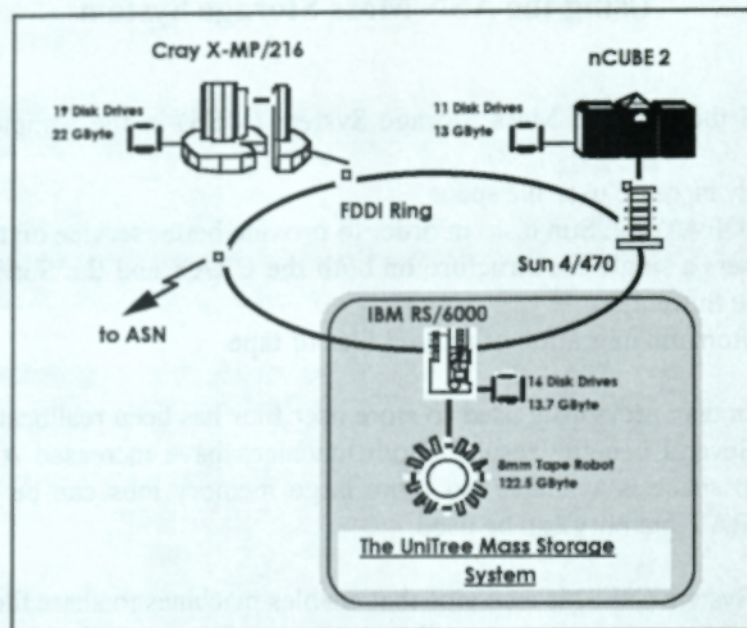 Cray X-MP/216
nCUBE 2
19 Disk Drives
22 GByte
11 Disk Drives
13 GByte
FDDI Ring
Sun 4/470
to ASN
IBM RS/6000
14 Disk Drives
13.7 GByte
8mm Tape Robot
122.5 GByte
The UniTree Mass Storage
System